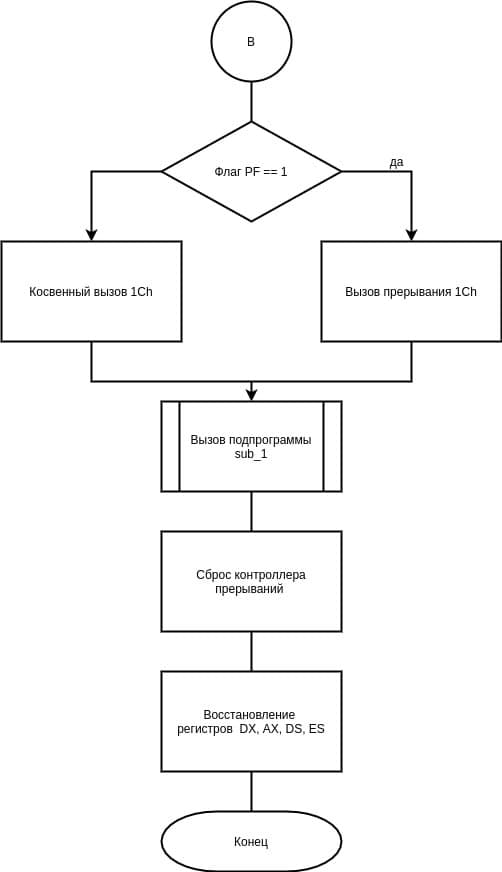 B
Флаг PF == 1
да
Косвенный вызов 1Ch
Вызов прерывания 1Ch
Вызов подпрограммы
sub_1
Сброс контроллера
прерываний
Восстановление
регистров DX, AX, DS, ES
Конец